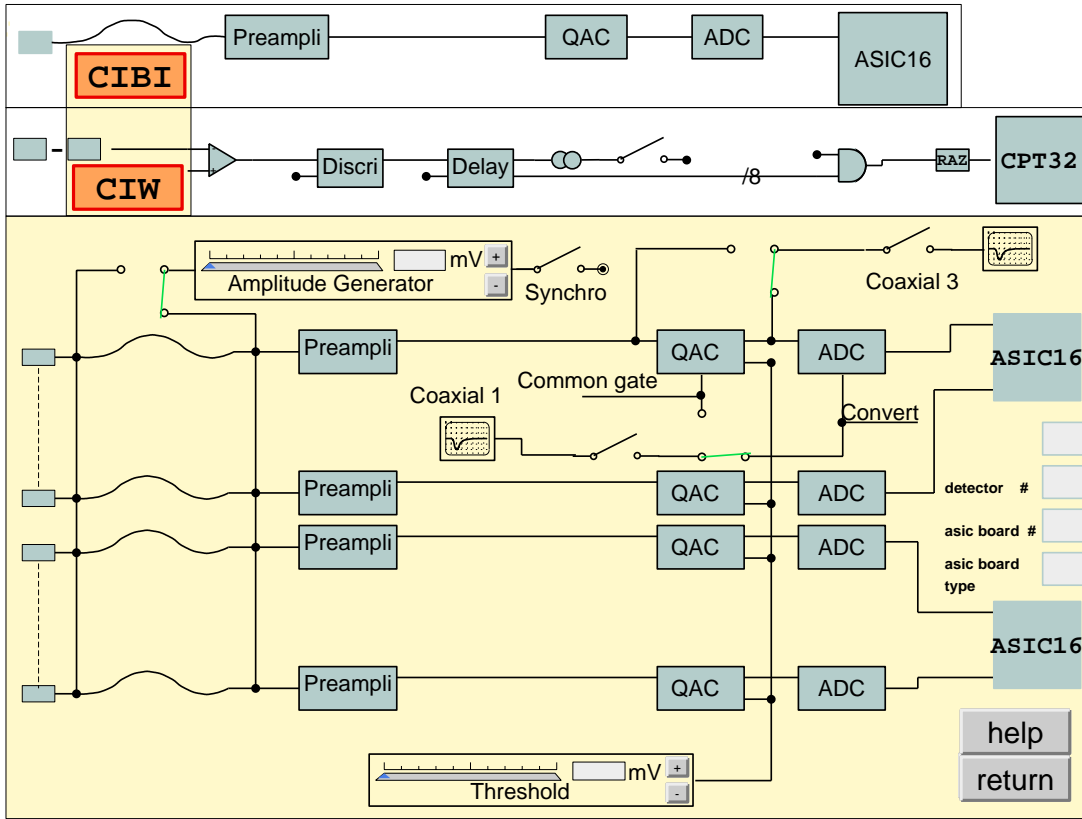 Preampli
QAC
ADC
ASIC16
CIBI
CIW
-
+
Discri
Delay
/8
RAZ
CPT32
mV
+
-
Amplitude Generator
Synchro
Coaxial 3
Preampli
QAC
ADC
ASIC16
Common gate
Coaxial 1
Convert
Preampli
QAC
ADC
detector #
Preampli
QAC
ADC
asic board #
asic board
type
ASIC16
Preampli
QAC
ADC
help
return
mV
+
-
Threshold